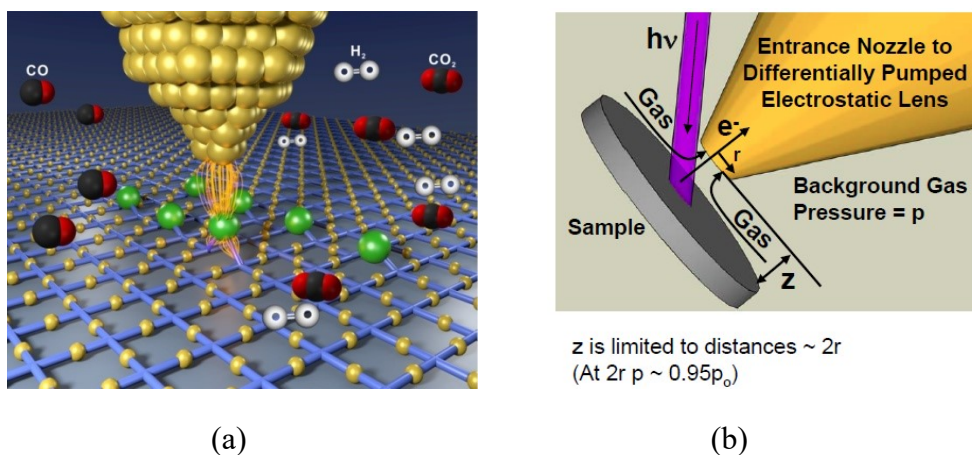 CO
H2
CO2
(a)
hν
Entrance Nozzle to
Differentially Pumped
Electrostatic Lens
Gas
e-
r
Background Gas
Pressure = p
Sample
Gas
z
z is limited to distances ~ 2r
(At 2r p ~ 0.95po)
(b)